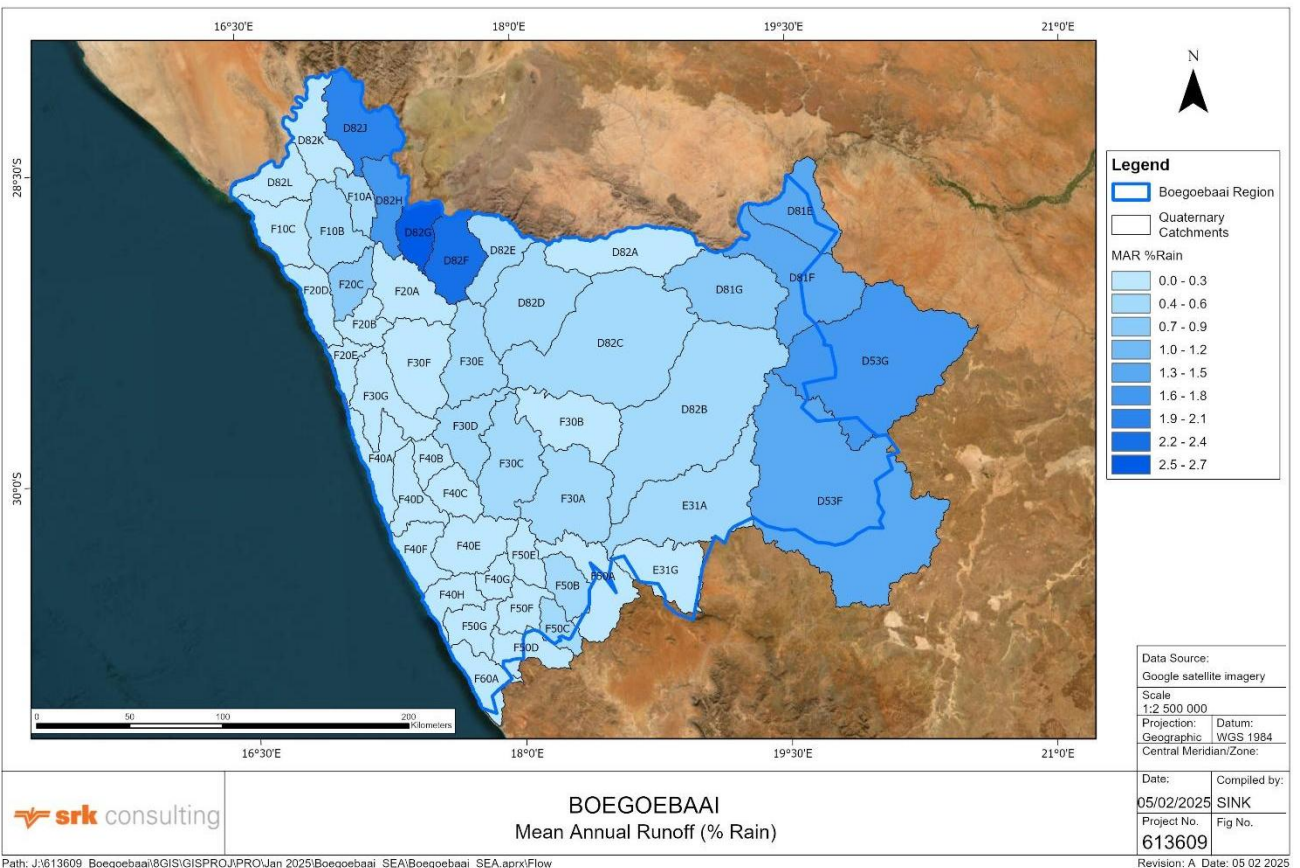 16°30'E 18°0'E 19°30'E 21°0'E
N
28°30'S
30°0'S
D82J
D82K
D82L
F10A
D82H
D81E
F10C
F10B
D82G
D82F
D82E
D82A
D81F
F20D
F20C
F20A
D82D
D81G
F20B
D82C
F20E
F30F
F30E
D53G
F30G
D82B
F30D
F30B
F40A
F40B
F30C
F40D
F40C
F30A
E31A
D53F
F40F
F40E
F50E
E31G
F40G
F50B
F50A
F40H
F50F
F50G
F50C
F50D
F60A
Legend
Boegoebaai Region
Quaternary
Catchments
MAR %Rain
0.0 - 0.3
0.4 - 0.6
0.7 - 0.9
1.0 - 1.2
1.3 - 1.5
1.6 - 1.8
1.9 - 2.1
2.2 - 2.4
2.5 - 2.7
0 50 100 200
Kilometers
16°30'E 18°0'E 19°30'E 21°0'E
Data Source:
Google satellite imagery
Scale
1:2 500 000
Projection: Datum:
Geographic WGS 1984
Central Meridian/Zone:
Date: Compiled by:
05/02/2025 SINK
Project No. Fig No.
613609
srk consulting
BOEGOEBAAI
Mean Annual Runoff (% Rain)
Path: J:\613609_Boegoebaai\8GIS\GISPROJ\PRO\Jan 2025\Boegoebaai_SEA\Boegoebaai_SEA.aprx\Flow
Revision: A Date: 05 02 2025